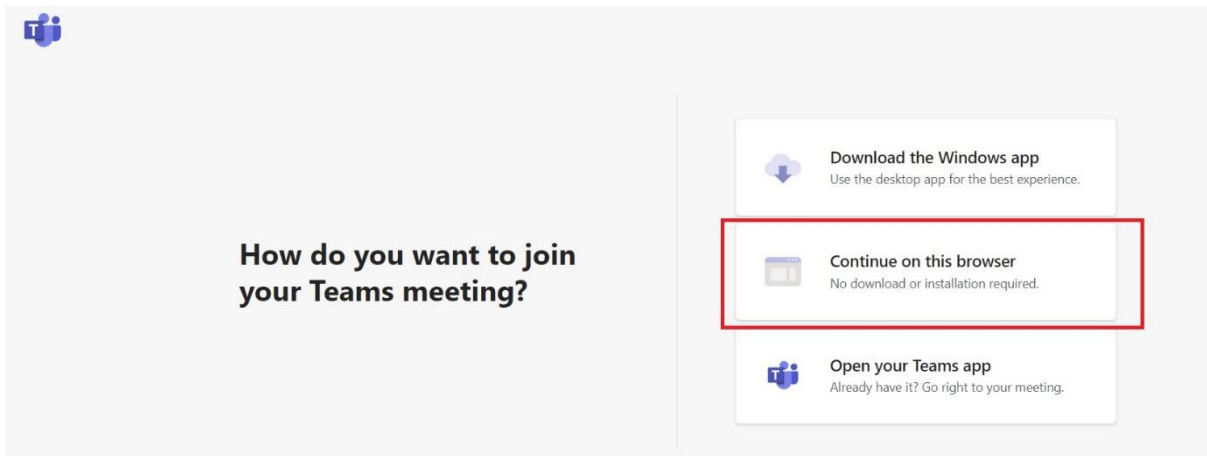 How do you want to join
your Teams meeting?
Download the Windows app
Use the desktop app for the best experience.
Continue on this browser
No download or installation required.
Open your Teams app
Already have it? Go right to your meeting.